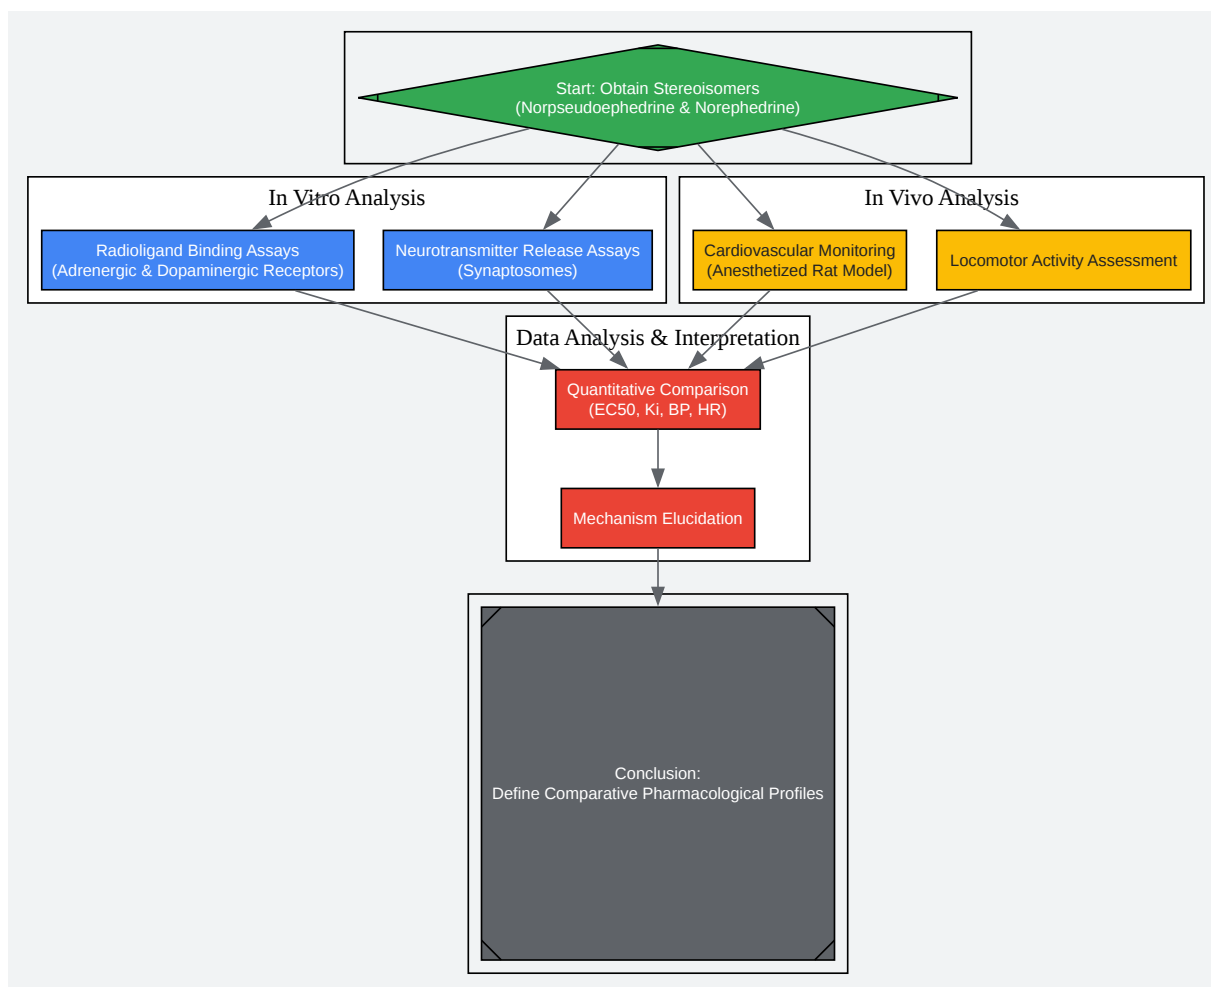 Start: Obtain Stereoisomers
(Norpseudoephedrine & Norephedrine)
In Vitro Analysis
In Vivo Analysis
Radioligand Binding Assays
(Adrenergic & Dopaminergic Receptors)
Neurotransmitter Release Assays
(Synaptosomes)
Cardiovascular Monitoring
(Anesthetized Rat Model)
Locomotor Activity Assessment
Data Analysis & Interpretation
Quantitative Comparison
(EC50, Ki, BP, HR)
Mechanism Elucidation
Conclusion:
Define Comparative Pharmacological Profiles